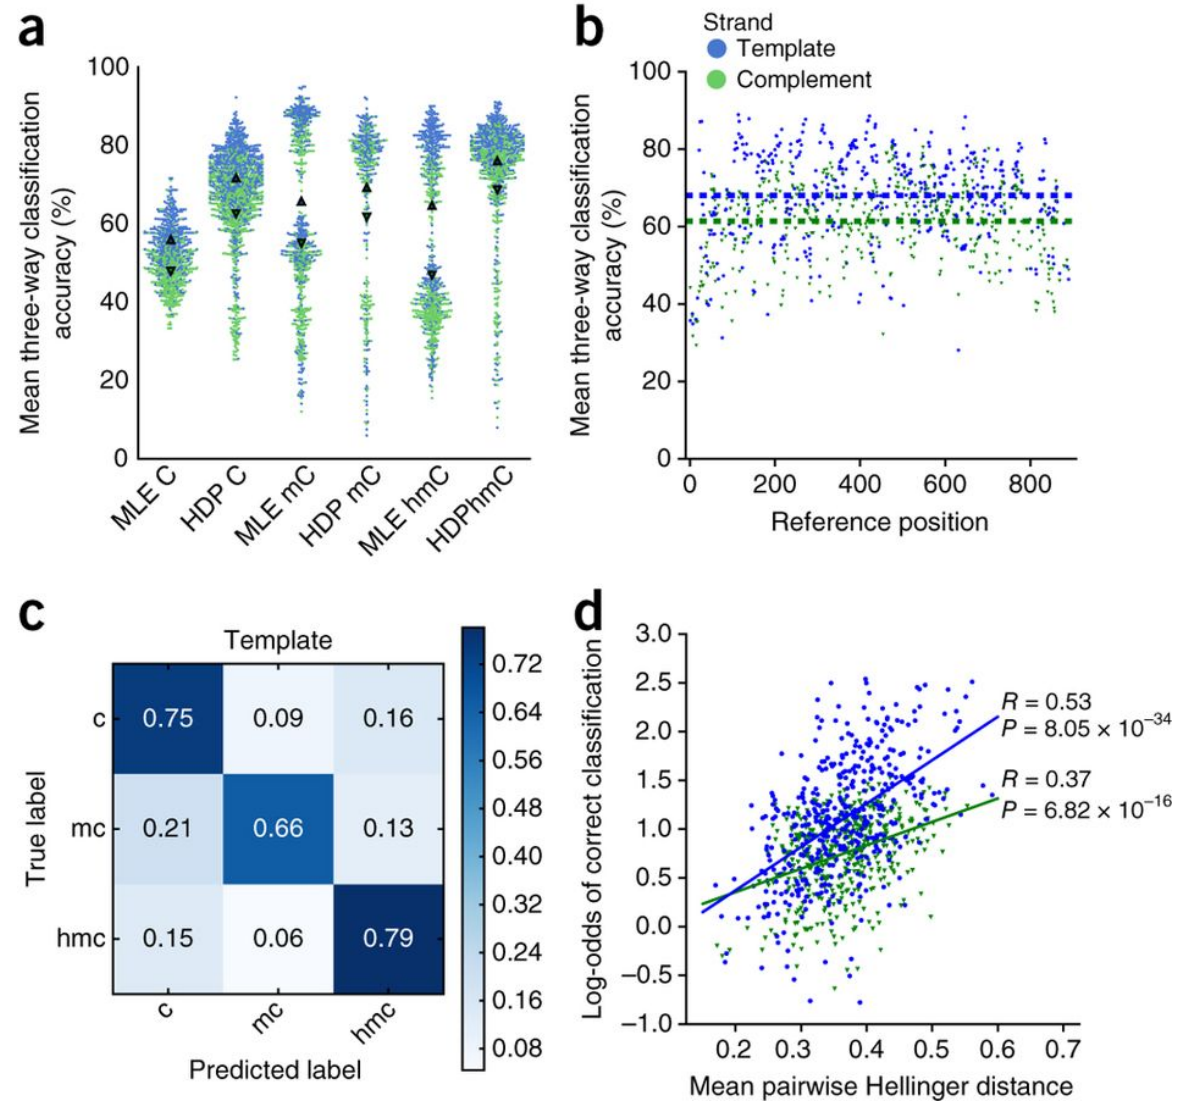 a
Mean three-way classification
accuracy (%)
100
80
60
40
20
0
MLE C
HDP C
MLE mC
HDP mC
MLE hmC
HDPhmC
b
Strand
Template
Complement
Mean three-way classification
accuracy (%)
100
80
60
40
20
0
0 200 400 600 800
Reference position
c
Template
True label
c 0.75 0.09 0.16
mc 0.21 0.66 0.13
hmc 0.15 0.06 0.79
c mc hmc
Predicted label
0.72
0.64
0.56
0.48
0.40
0.32
0.24
0.16
0.08
d
Log-odds of correct classification
3.0
2.5
2.0
1.5
1.0
0.5
0.0
−0.5
−1.0
R = 0.53
P = 8.05 × 10⁻³⁴
R = 0.37
P = 6.82 × 10⁻¹⁶
0.2 0.3 0.4 0.5 0.6 0.7
Mean pairwise Hellinger distance